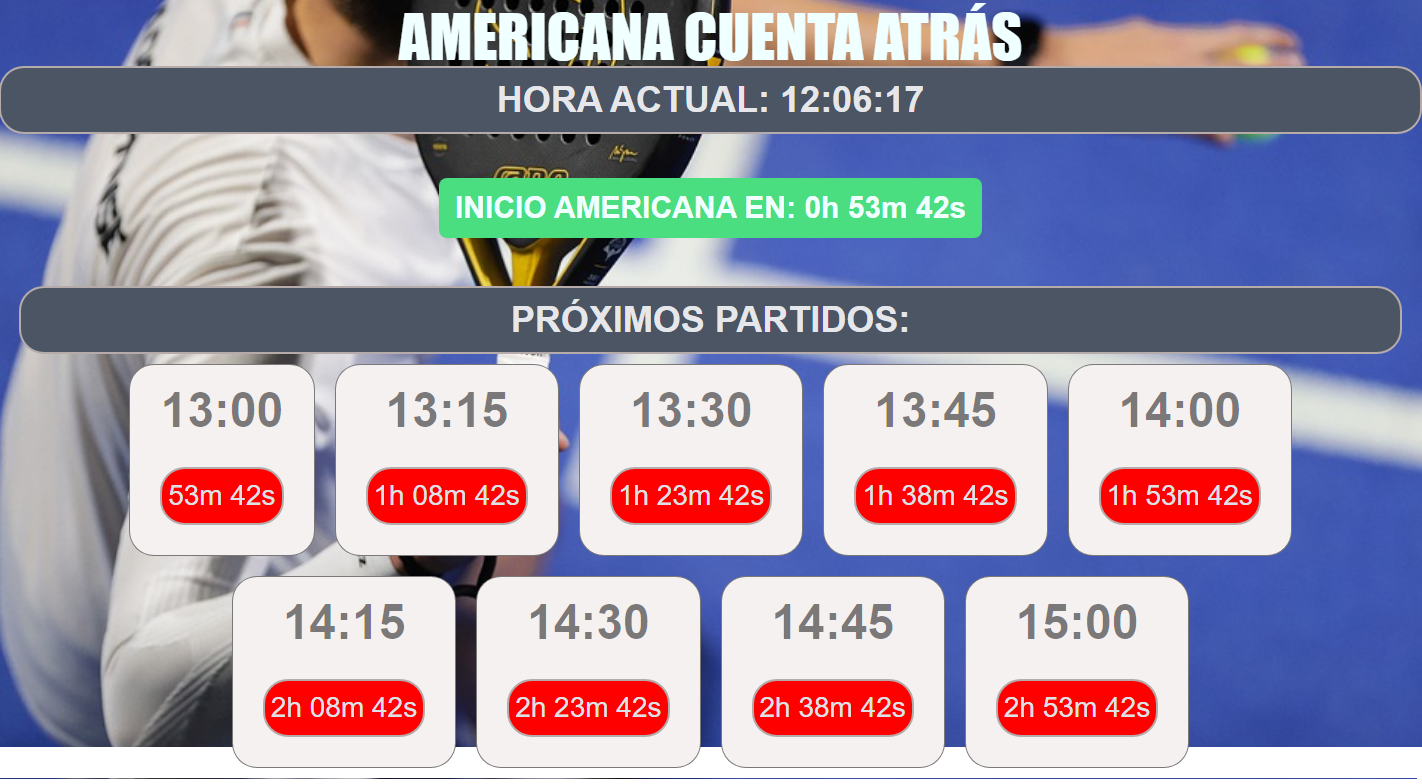 AMERICANA CUENTA ATRÁS
HORA ACTUAL: 12:06:17
INICIO AMERICANA EN: 0h 53m 42s
PRÓXIMOS PARTIDOS:
13:00 13:15 13:30 13:45 14:00
53m 42s 1h 08m 42s 1h 23m 42s 1h 38m 42s 1h 53m 42s
14:15 14:30 14:45 15:00
2h 08m 42s 2h 23m 42s 2h 38m 42s 2h 53m 42s